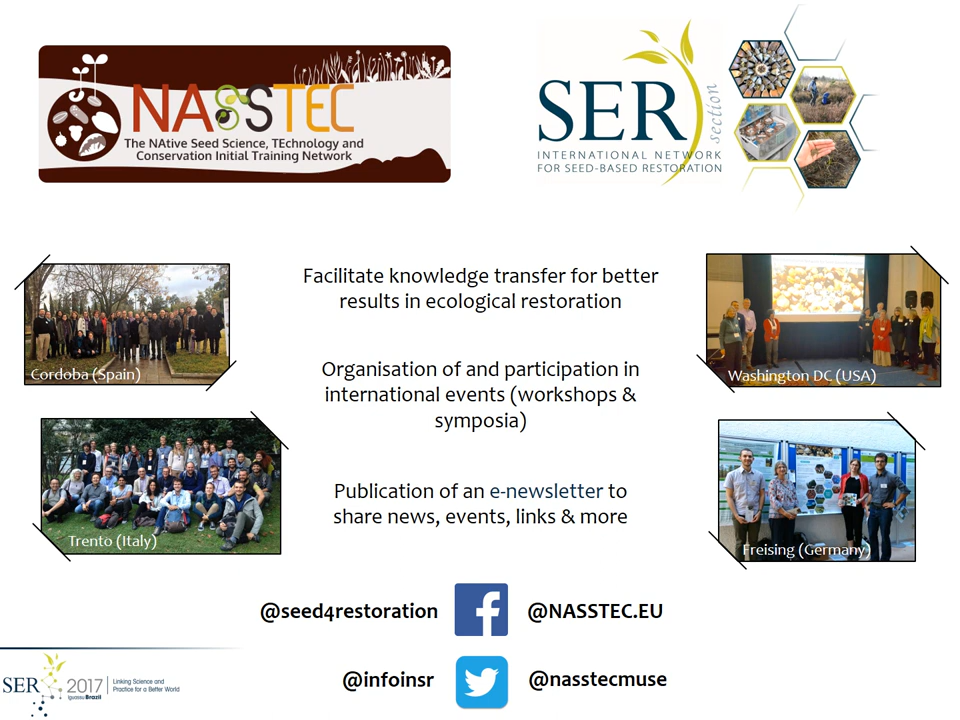 NASSTEC
The NAtive Seed Science, TEchnology and
Conservation Initial Training Network
SER
section
INTERNATIONAL NETWORK
FOR SEED-BASED RESTORATION
Facilitate knowledge transfer for better
results in ecological restoration
Organisation of and participation in
international events (workshops &
symposia)
Publication of an e-newsletter to
share news, events, links & more
Cordoba (Spain)
Trento (Italy)
Washington DC (USA)
Freising (Germany)
@seed4restoration
@NASSTEC.EU
@infoinsr
@nasstecmuse
SER
2017
Iguassu Brazil
Linking Science and
Practice for a Better World